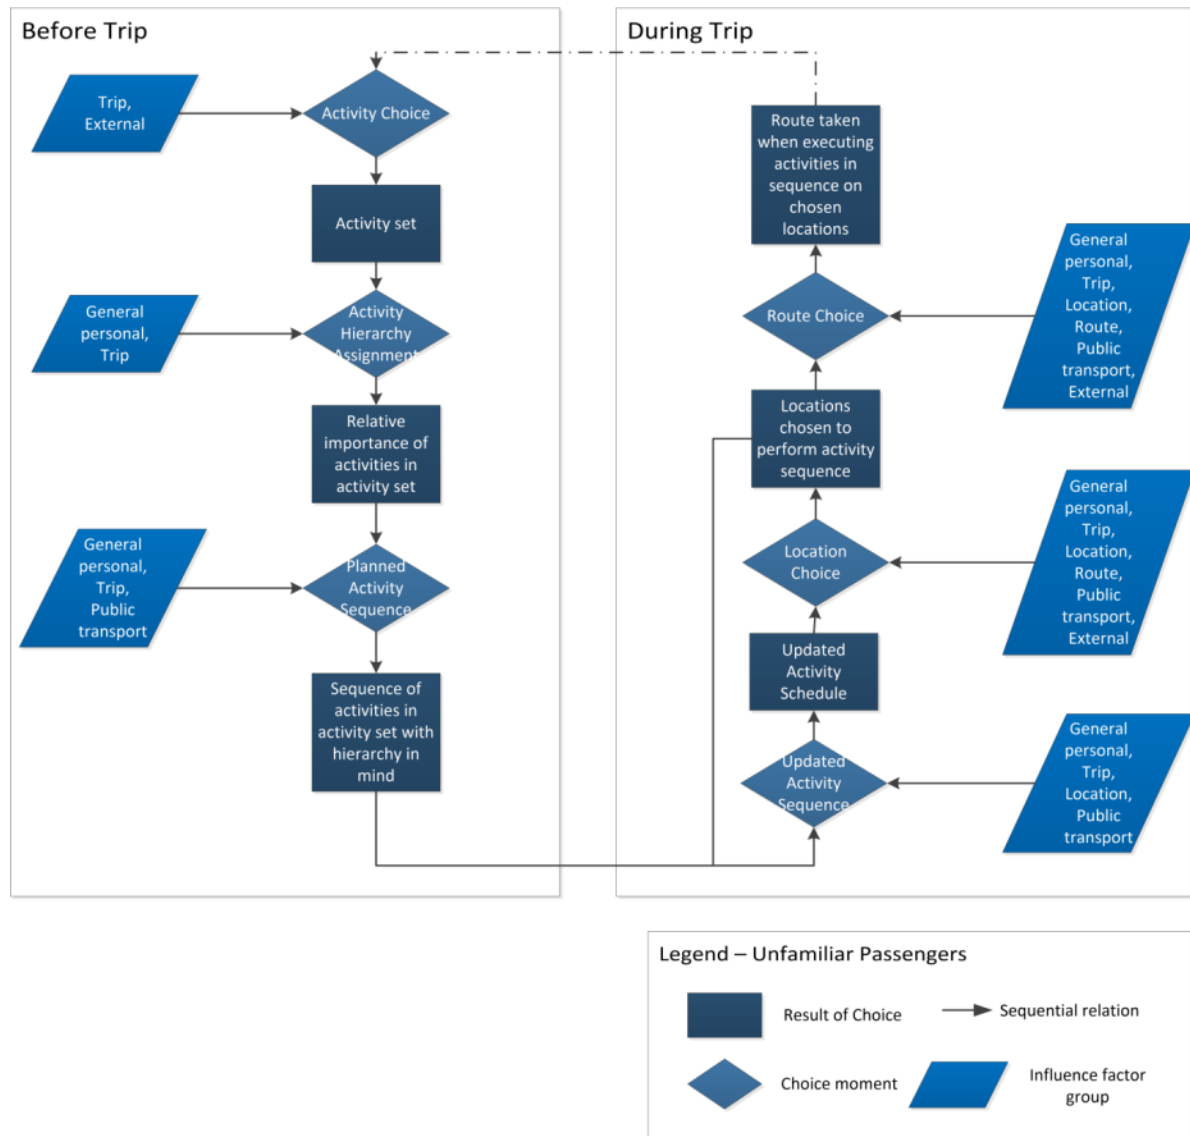 Before Trip
Trip,
External
Activity Choice
Activity set
General
personal,
Trip
Activity
Hierarchy
Assignment
Relative
importance of
activities in
activity set
General
personal,
Trip,
Public
transport
Planned
Activity
Sequence
Sequence of
activities in
activity set with
hierarchy in
mind
During Trip
Route taken
when executing
activities in
sequence on
chosen
locations
General
personal,
Trip,
Location,
Route,
Public
transport,
External
Route Choice
Locations
chosen to
perform activity
sequence
General
personal,
Trip,
Location,
Route,
Public
transport,
External
Location
Choice
Updated
Activity
Schedule
General
personal,
Trip,
Location,
Public
transport
Updated
Activity
Sequence
Legend – Unfamiliar Passengers
Result of Choice
Sequential relation
Choice moment
Influence factor
group